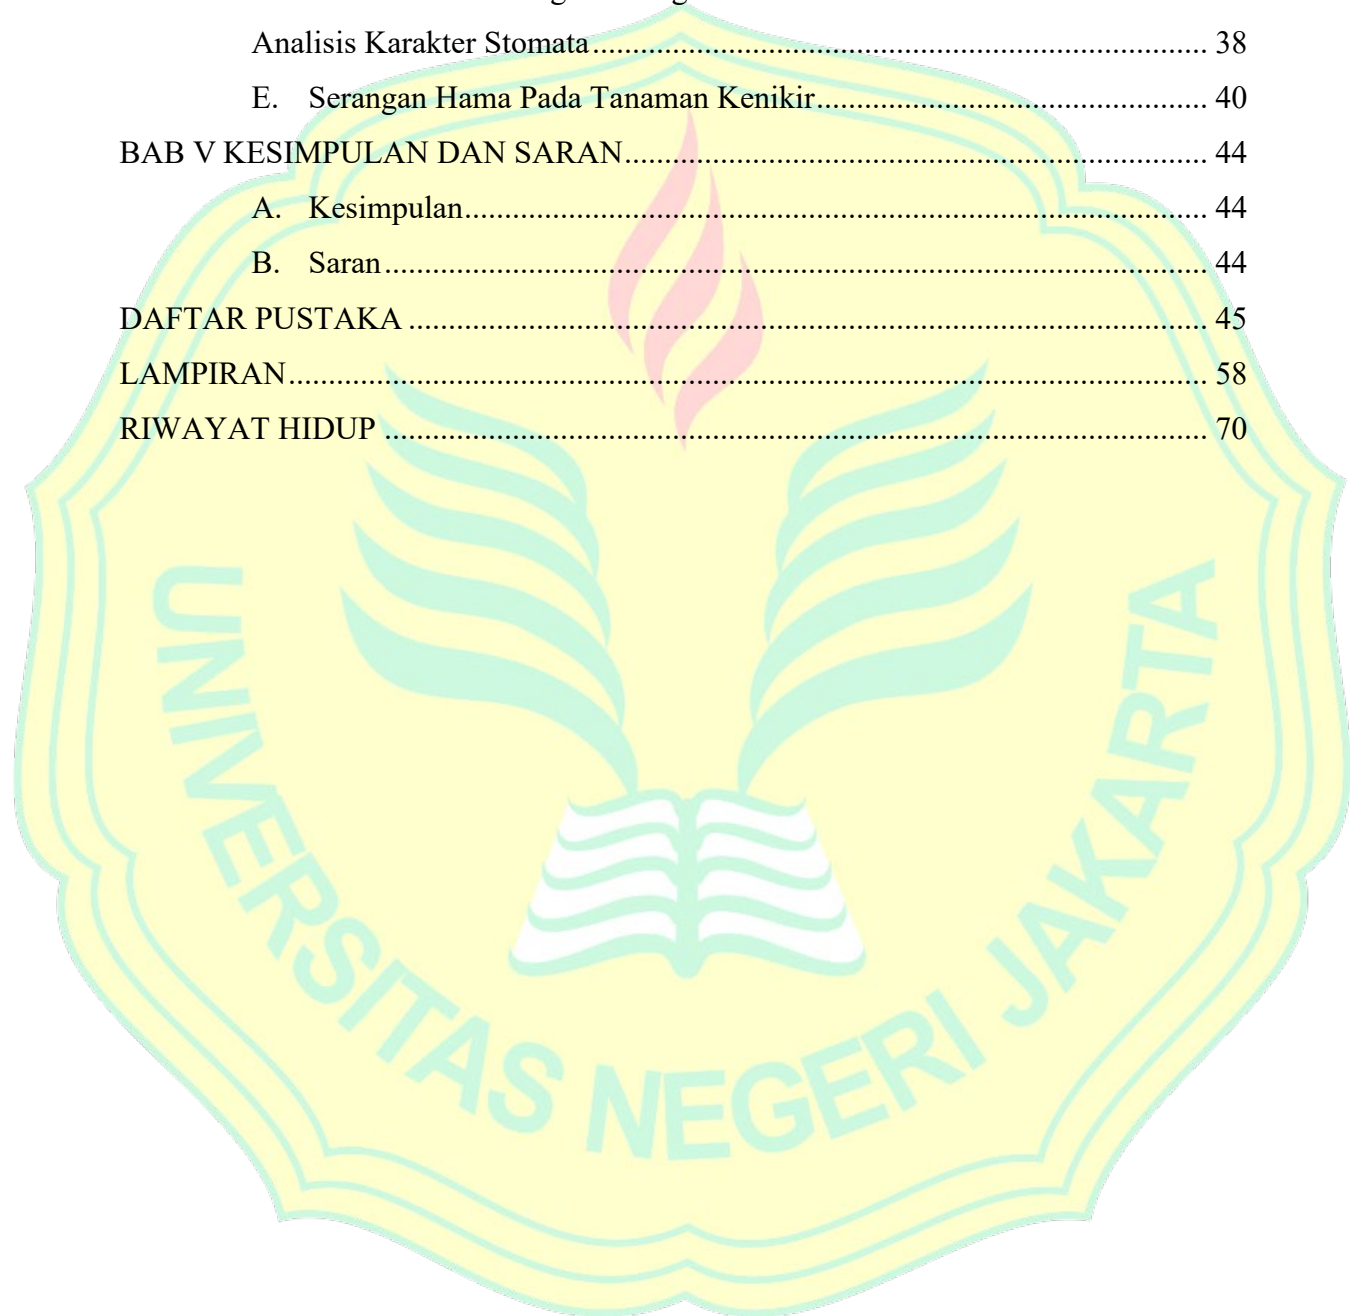 Analisis Karakter Stomata........................................................................... 38
E. Serangan Hama Pada Tanaman Kenikir................................................ 40
BAB V KESIMPULAN DAN SARAN........................................................................ 44
A. Kesimpulan............................................................................................ 44
B. Saran...................................................................................................... 44
DAFTAR PUSTAKA .................................................................................................. 45
LAMPIRAN................................................................................................................. 58
RIWAYAT HIDUP ..................................................................................................... 70
UNIVERSITAS NEGERI JAKARTA